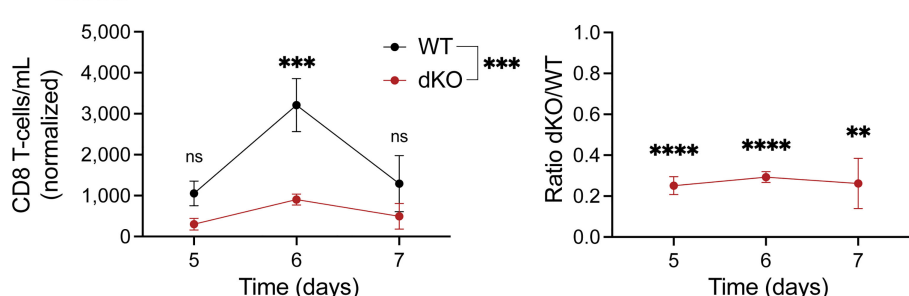 5,000
4,000
3,000
2,000
1,000
0
CD8 T-cells/mL
(normalized)
ns
***
ns
WT
dKO
***
5
6
7
Time (days)
1.0
0.8
0.6
0.4
0.2
0.0
Ratio dKO/WT
****
****
**
5
6
7
Time (days)